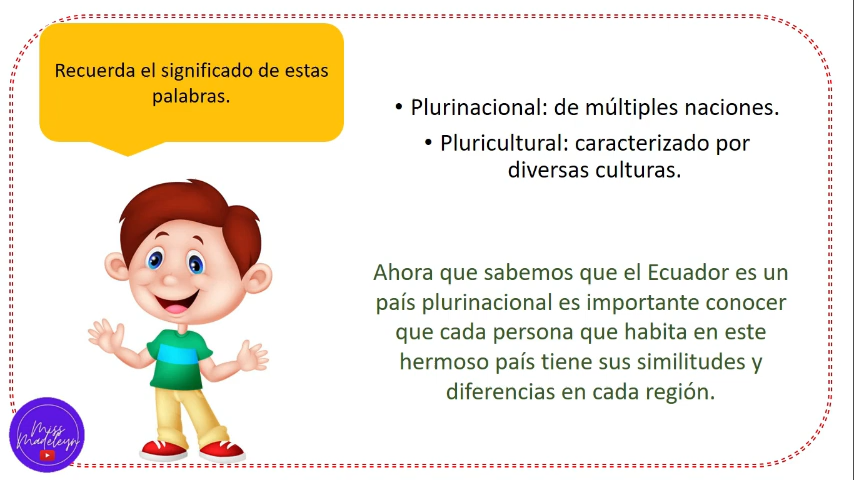 Recuerda el significado de estas
palabras.
• Plurinacional: de múltiples naciones.
• Pluricultural: caracterizado por
diversas culturas.
Ahora que sabemos que el Ecuador es un
país plurinacional es importante conocer
que cada persona que habita en este
hermoso país tiene sus similitudes y
diferencias en cada región.
Miss
Madeleyn